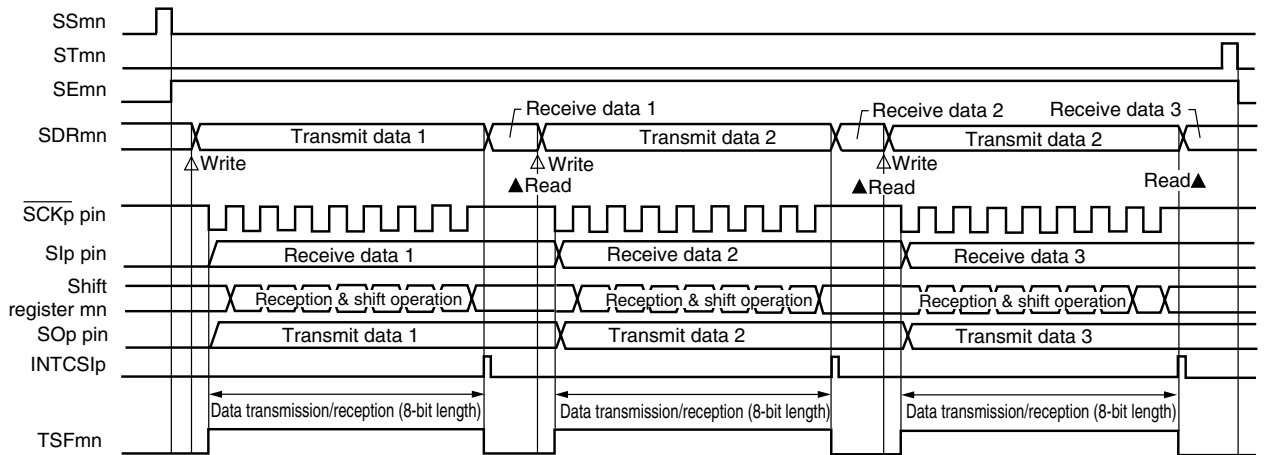 SSmn
STmn
SEmn
Receive data 1
Receive data 2
Receive data 3
SDRmn
Transmit data 1
Transmit data 2
Transmit data 2
△Write
△Write
△Write
▲Read
▲Read
Read▲
SCKp pin
SIp pin
Receive data 1
Receive data 2
Receive data 3
Shift
register mn
Reception & shift operation
Reception & shift operation
Reception & shift operation
SOp pin
Transmit data 1
Transmit data 2
Transmit data 3
INTCSIp
Data transmission/reception (8-bit length)
Data transmission/reception (8-bit length)
Data transmission/reception (8-bit length)
TSFmn